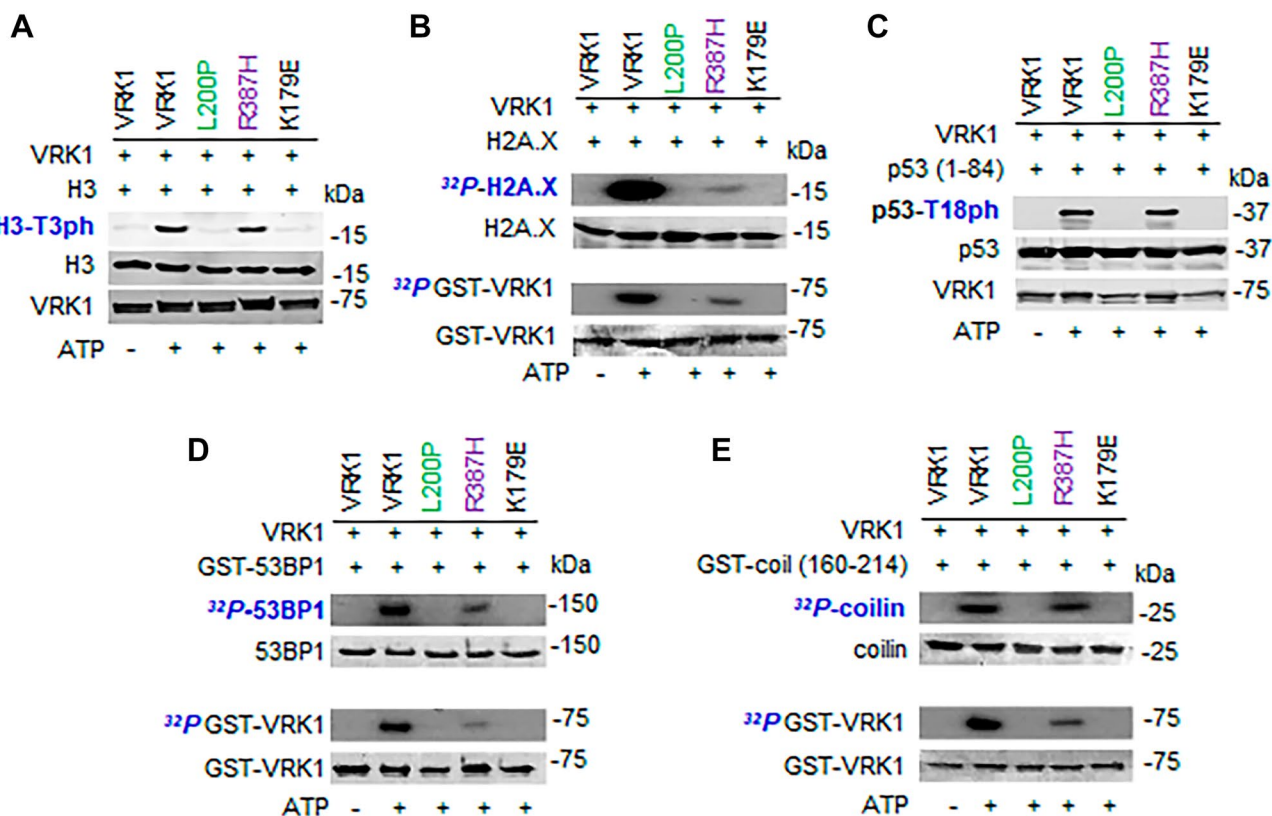 A
VRK1 VRK1 L200P R387H K179E
VRK1 + + + + +
H3 + + + + + kDa
H3-T3ph -15
H3 -15
VRK1 -75
ATP - + + + +
B
VRK1 VRK1 L200P R387H K179E
VRK1 + + + + +
H2A.X + + + + + kDa
³²P-H2A.X -15
H2A.X -15
³²P GST-VRK1 -75
GST-VRK1 -75
ATP - + + + +
C
VRK1 VRK1 L200P R387H K179E
VRK1 + + + + +
p53 (1-84) + + + + + kDa
p53-T18ph -37
p53 -37
VRK1 -75
ATP - + + + +
D
VRK1 VRK1 L200P R387H K179E
VRK1 + + + + +
GST-53BP1 + + + + + kDa
³²P-53BP1 -150
53BP1 -150
³²P GST-VRK1 -75
GST-VRK1 -75
ATP - + + + +
E
VRK1 VRK1 L200P R387H K179E
VRK1 + + + + +
GST-coil (160-214) + + + + + kDa
³²P-coilin -25
coilin -25
³²P GST-VRK1 -75
GST-VRK1 -75
ATP - + + + +